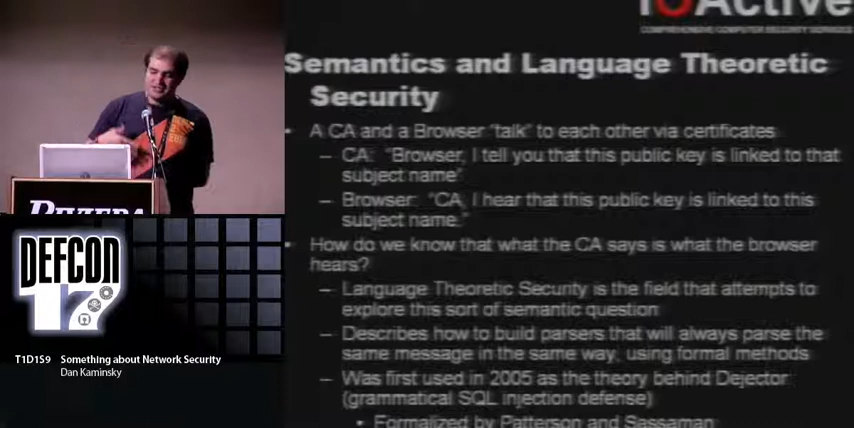 IOActive
COMPREHENSIVE COMPUTER SECURITY SERVICES
Semantics and Language Theoretic
Security
A CA and a Browser "talk" to each other via certificates
– CA: "Browser, I tell you that this public key is linked to that
subject name"
– Browser: "CA, I hear that this public key is linked to this
subject name."
How do we know that what the CA says is what the browser
hears?
– Language Theoretic Security is the field that attempts to
explore this sort of semantic question
– Describes how to build parsers that will always parse the
same message in the same way, using formal methods
– Was first used in 2005 as the theory behind Dejector
(grammatical SQL injection defense)
• Formalized by Patterson and Sassaman
RIVIERA
DEFCON
17
T1D1S9 Something about Network Security
Dan Kaminsky